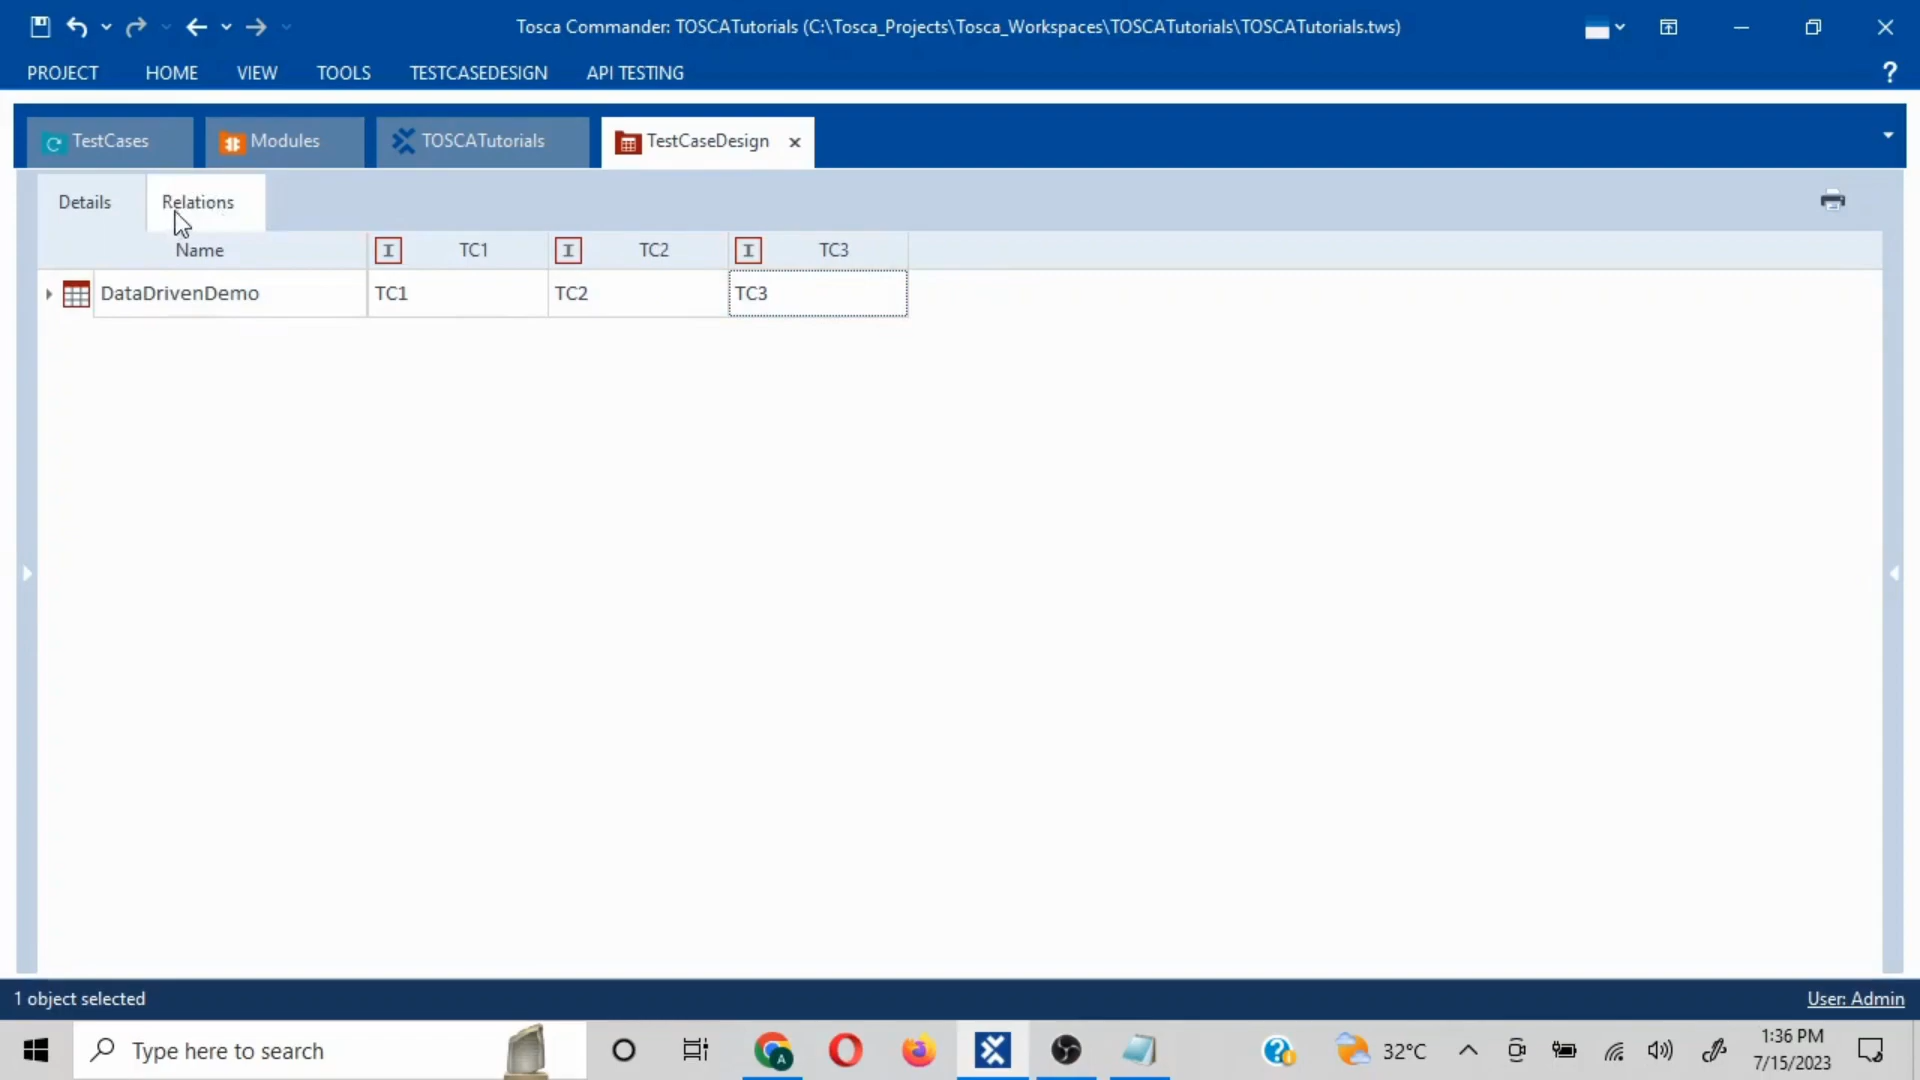 Tosca Commander: TOSCATutorials (C:\Tosca_Projects\Tosca_Workspaces\TOSCATutorials\TOSCATutorials.tws)
PROJECT HOME VIEW TOOLS TESTCASEDESIGN API TESTING ?
TestCases Modules TOSCATutorials TestCaseDesign
Details Relations
Name TC1 TC2 TC3
DataDrivenDemo TC1 TC2 TC3
1 object selected User: Admin
Type here to search 32°C 1:36 PM
7/15/2023